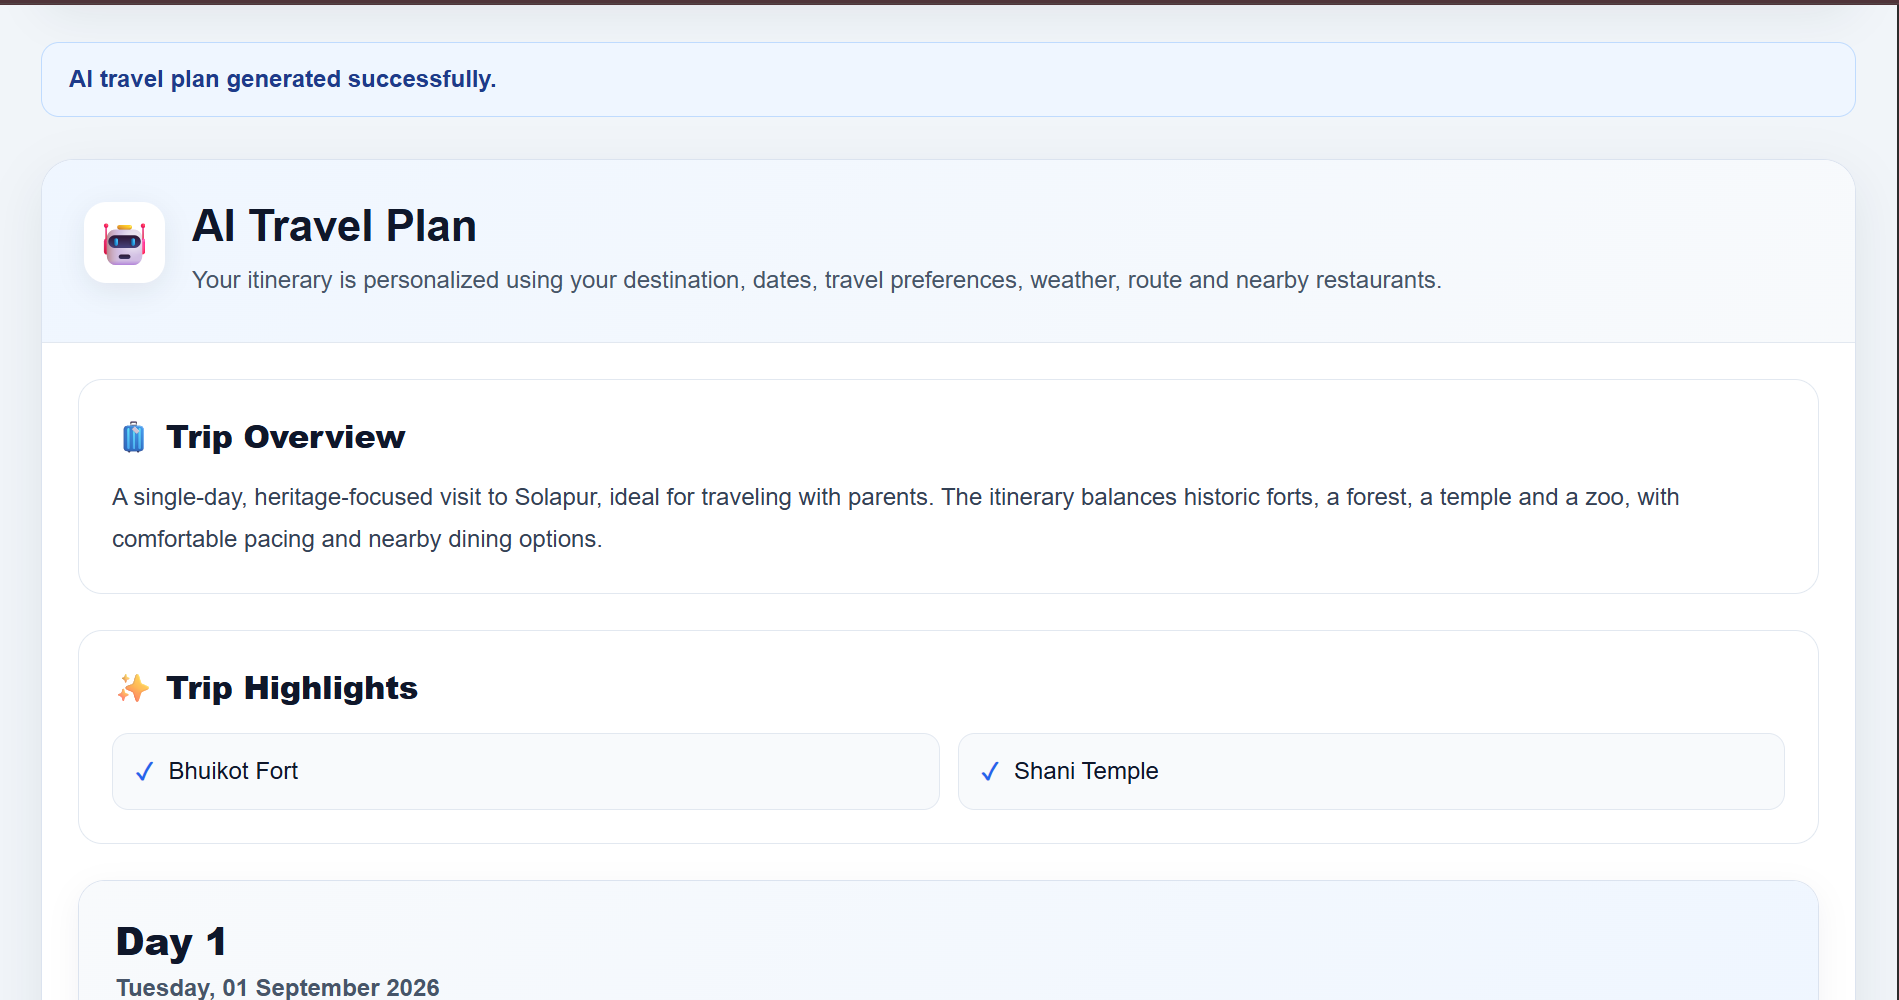 AI travel plan generated successfully.
AI Travel Plan
Your itinerary is personalized using your destination, dates, travel preferences, weather, route and nearby restaurants.
Trip Overview
A single-day, heritage-focused visit to Solapur, ideal for traveling with parents. The itinerary balances historic forts, a forest, a temple and a zoo, with
comfortable pacing and nearby dining options.
Trip Highlights
✓ Bhuikot Fort
✓ Shani Temple
Day 1
Tuesday, 01 September 2026